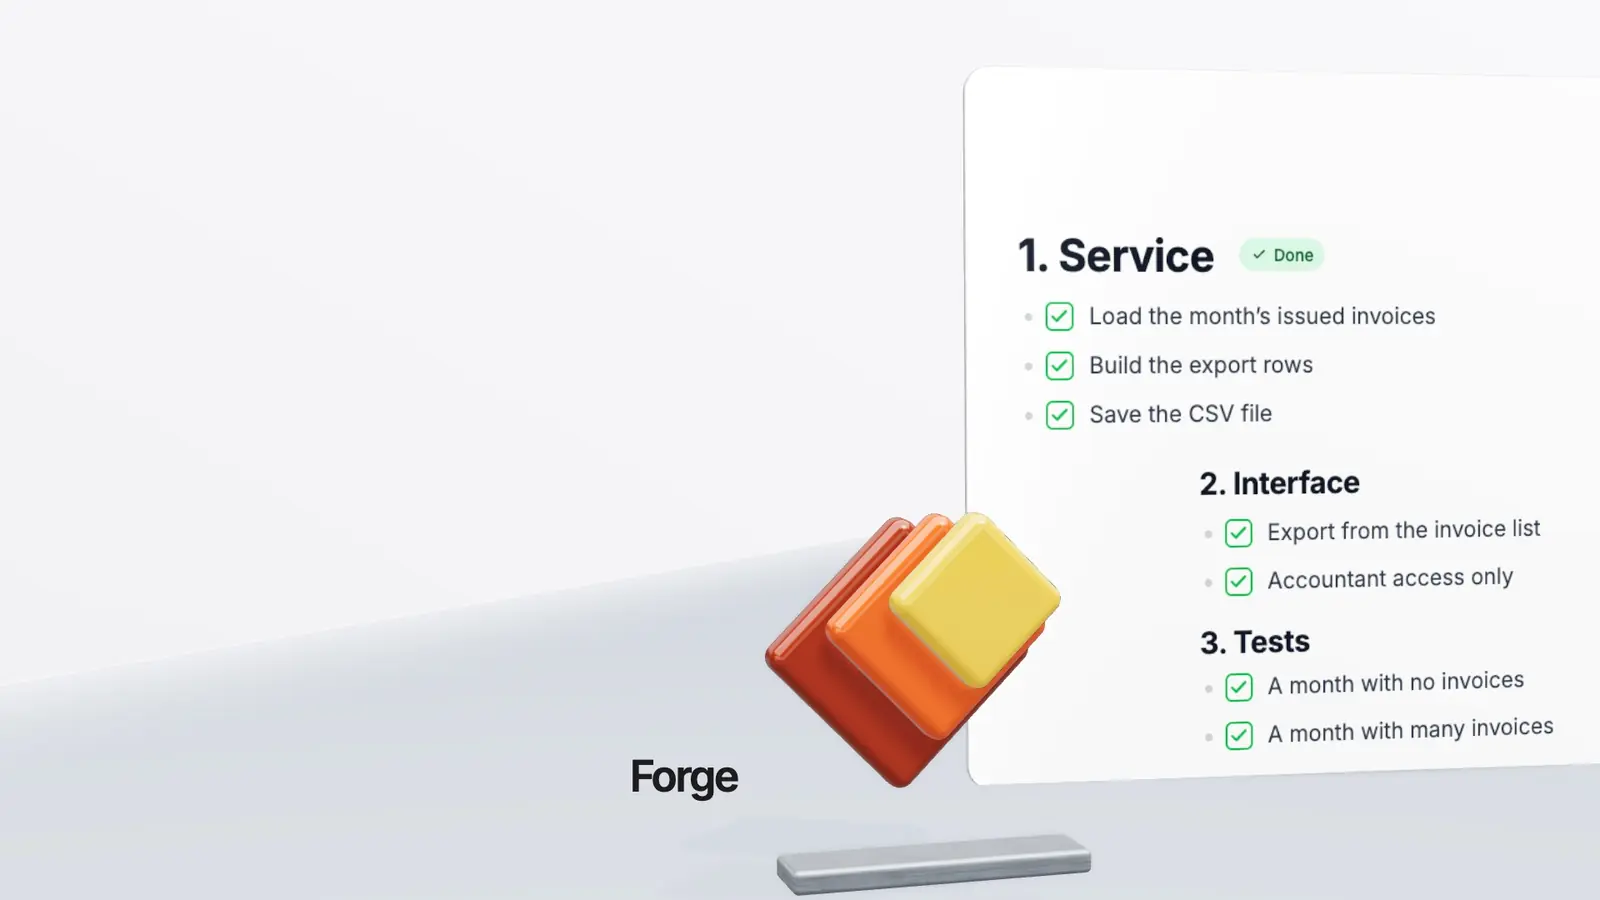 1. Service
✓ Done
Load the month’s issued invoices
Build the export rows
Save the CSV file
2. Interface
Export from the invoice list
Accountant access only
3. Tests
A month with no invoices
A month with many invoices
Forge